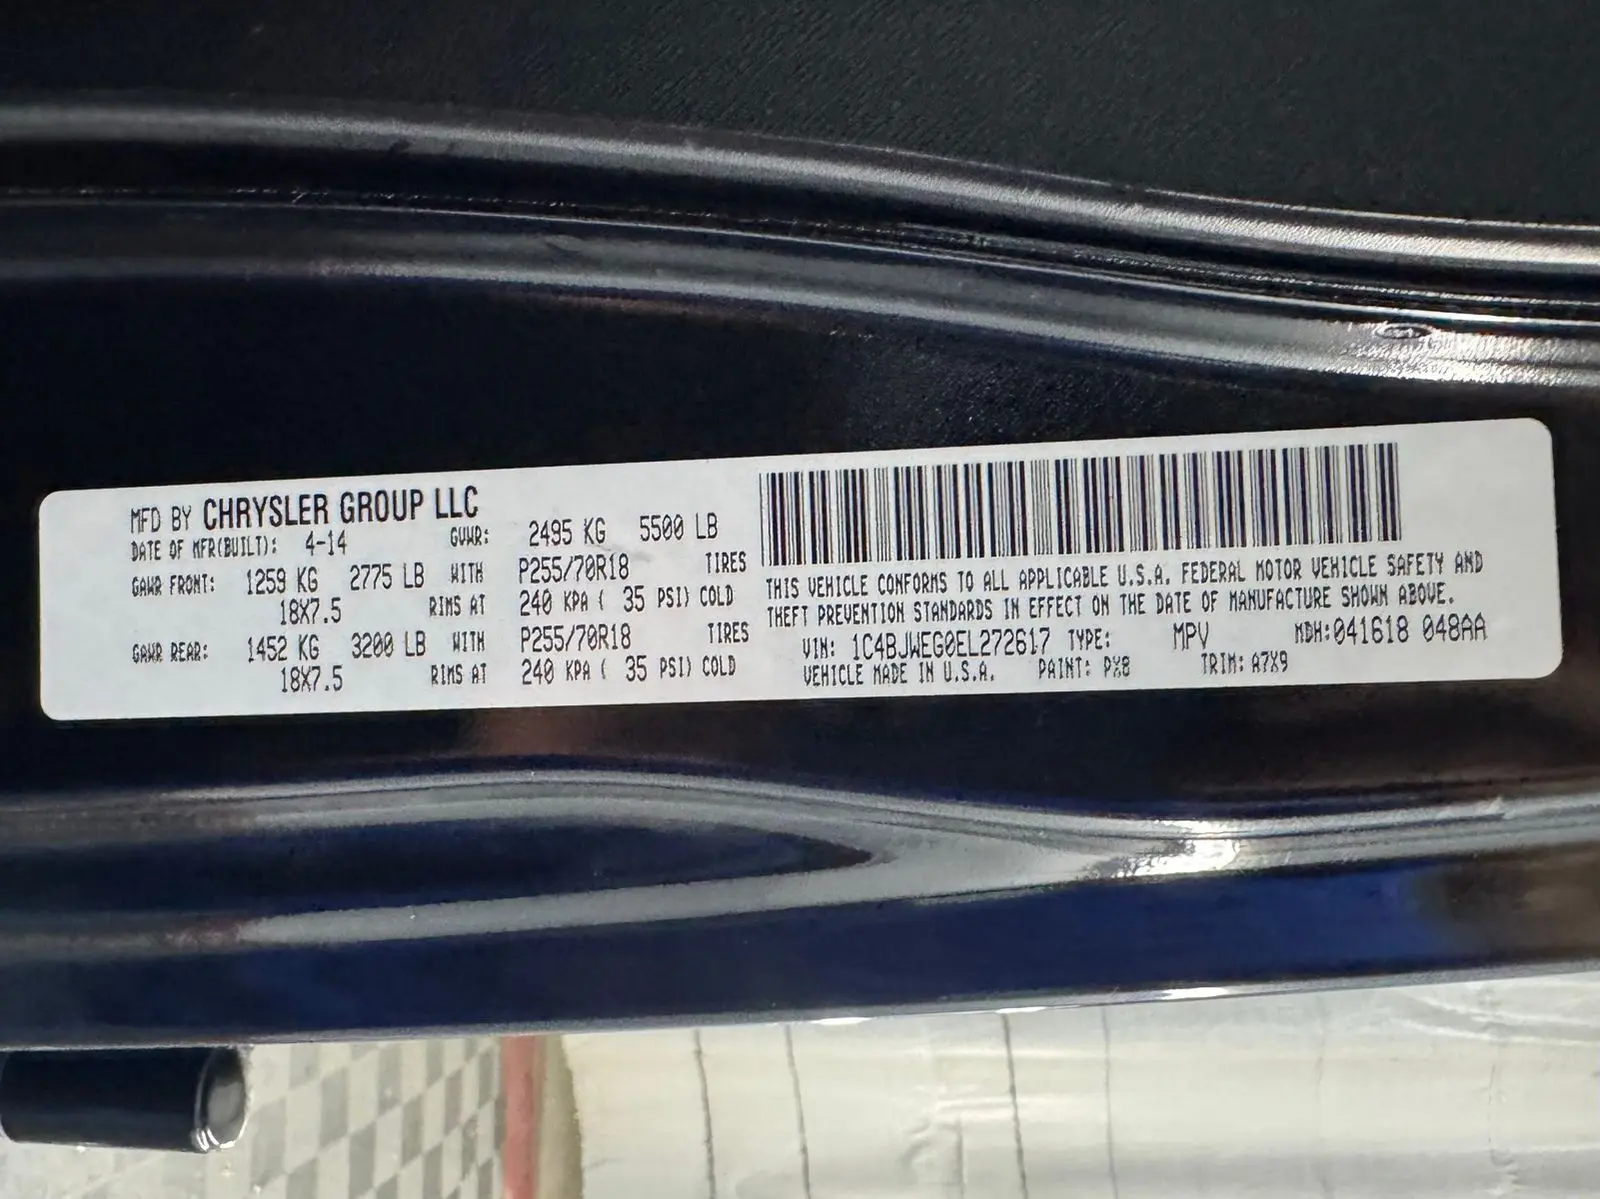 MFD BY CHRYSLER GROUP LLC
DATE OF MFR(BUILT): 4-14 GVWR: 2495 KG 5500 LB
GAWR FRONT: 1259 KG 2775 LB WITH P255/70R18 TIRES
18X7.5 RIMS AT 240 KPA ( 35 PSI) COLD
GAWR REAR: 1452 KG 3200 LB WITH P255/70R18 TIRES
18X7.5 RIMS AT 240 KPA ( 35 PSI) COLD
THIS VEHICLE CONFORMS TO ALL APPLICABLE U.S.A. FEDERAL MOTOR VEHICLE SAFETY AND
THEFT PREVENTION STANDARDS IN EFFECT ON THE DATE OF MANUFACTURE SHOWN ABOVE.
VIN: 1C4BJWEG0EL272617 TYPE: MPV MDH:041618 048AA
VEHICLE MADE IN U.S.A. PAINT: PX8 TRIM: A7X9